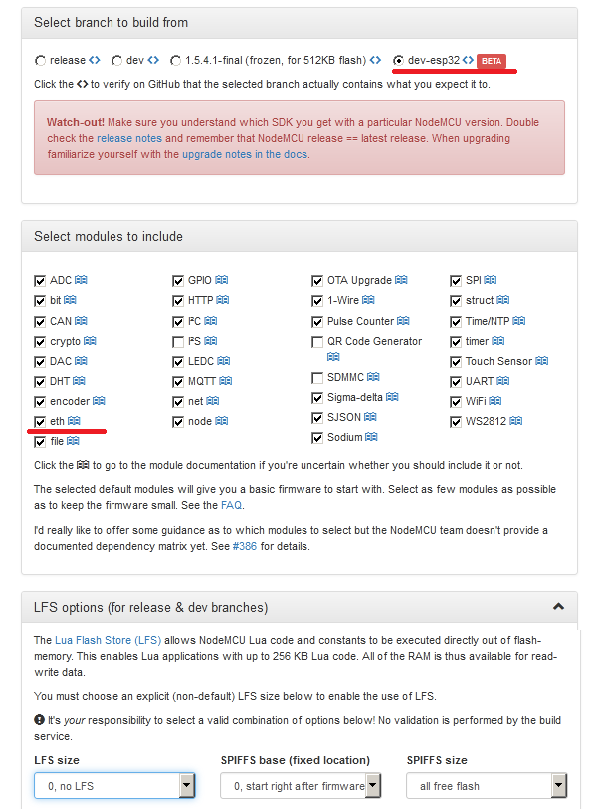 Select branch to build from
release <> dev <> 1.5.4.1-final (frozen, for 512KB flash) <> dev-esp32 <> BETA
Click the <> to verify on GitHub that the selected branch actually contains what you expect it to.
Watch-out! Make sure you understand which SDK you get with a particular NodeMCU version. Double
check the release notes and remember that NodeMCU release == latest release. When upgrading
familiarize yourself with the upgrade notes in the docs.
Select modules to include
ADC GPIO OTA Upgrade SPI
bit HTTP 1-Wire struct
CAN I²C Pulse Counter Time/NTP
crypto I²S QR Code Generator timer
DAC LEDC SDMMC Touch Sensor
DHT MQTT Sigma-delta UART
encoder net SJSON WiFi
eth node Sodium WS2812
file
Click the to go to the module documentation if you're uncertain whether you should include it or not.
The selected default modules will give you a basic firmware to start with. Select as few modules as possible
as to keep the firmware small. See the FAQ.
I'd really like to offer some guidance as to which modules to select but the NodeMCU team doesn't provide a
documented dependency matrix yet. See #386 for details.
LFS options (for release & dev branches)
The Lua Flash Store (LFS) allows NodeMCU Lua code and constants to be executed directly out of flash-
memory. This enables Lua applications with up to 256 KB Lua code. All of the RAM is thus available for read-
write data.
You must choose an explicit (non-default) LFS size below to enable the use of LFS.
It's your responsibility to select a valid combination of options below! No validation is performed by the build
service.
LFS size SPIFFS base (fixed location) SPIFFS size
0, no LFS 0, start right after firmware all free flash